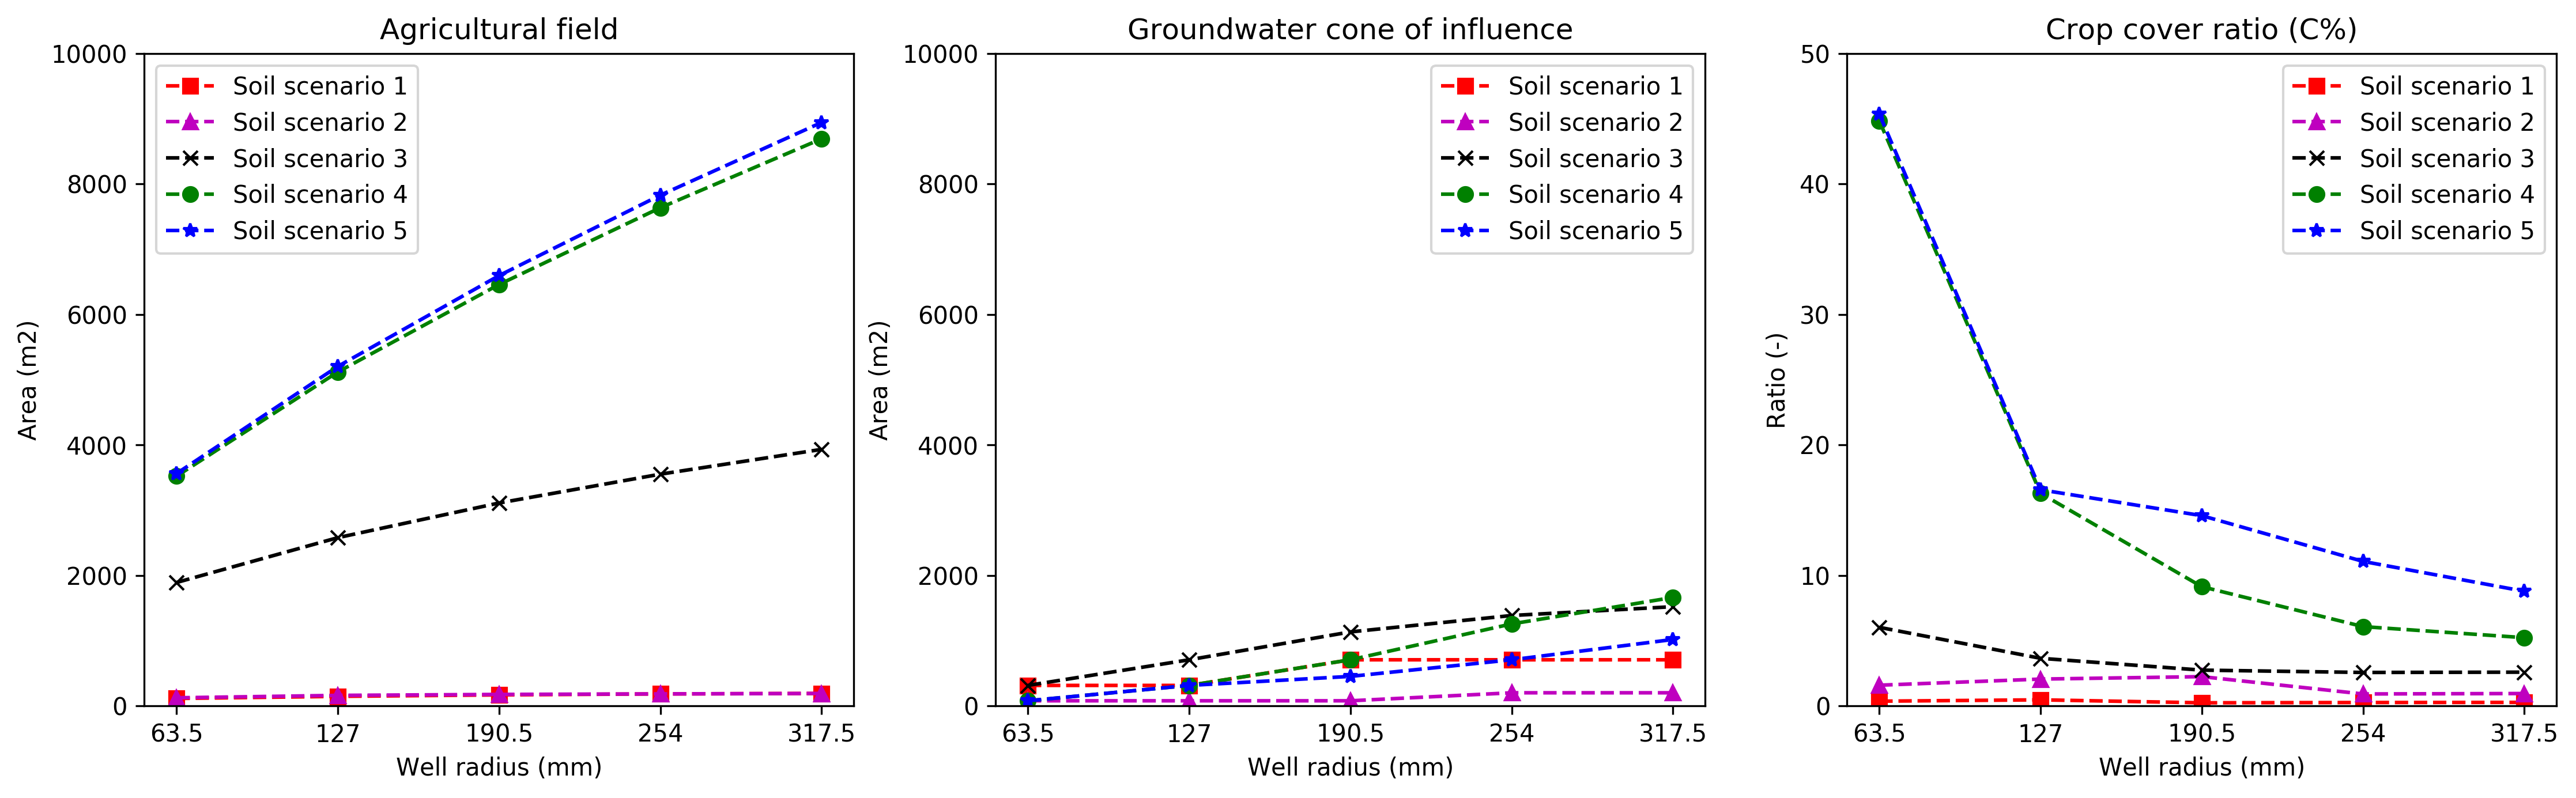 Agricultural field
10000
8000
6000
4000
2000
0
Area (m2)
Soil scenario 1
Soil scenario 2
Soil scenario 3
Soil scenario 4
Soil scenario 5
63.5 127 190.5 254 317.5
Well radius (mm)
Groundwater cone of influence
10000
8000
6000
4000
2000
0
Area (m2)
Soil scenario 1
Soil scenario 2
Soil scenario 3
Soil scenario 4
Soil scenario 5
63.5 127 190.5 254 317.5
Well radius (mm)
Crop cover ratio (C%)
50
40
30
20
10
0
Ratio (-)
Soil scenario 1
Soil scenario 2
Soil scenario 3
Soil scenario 4
Soil scenario 5
63.5 127 190.5 254 317.5
Well radius (mm)